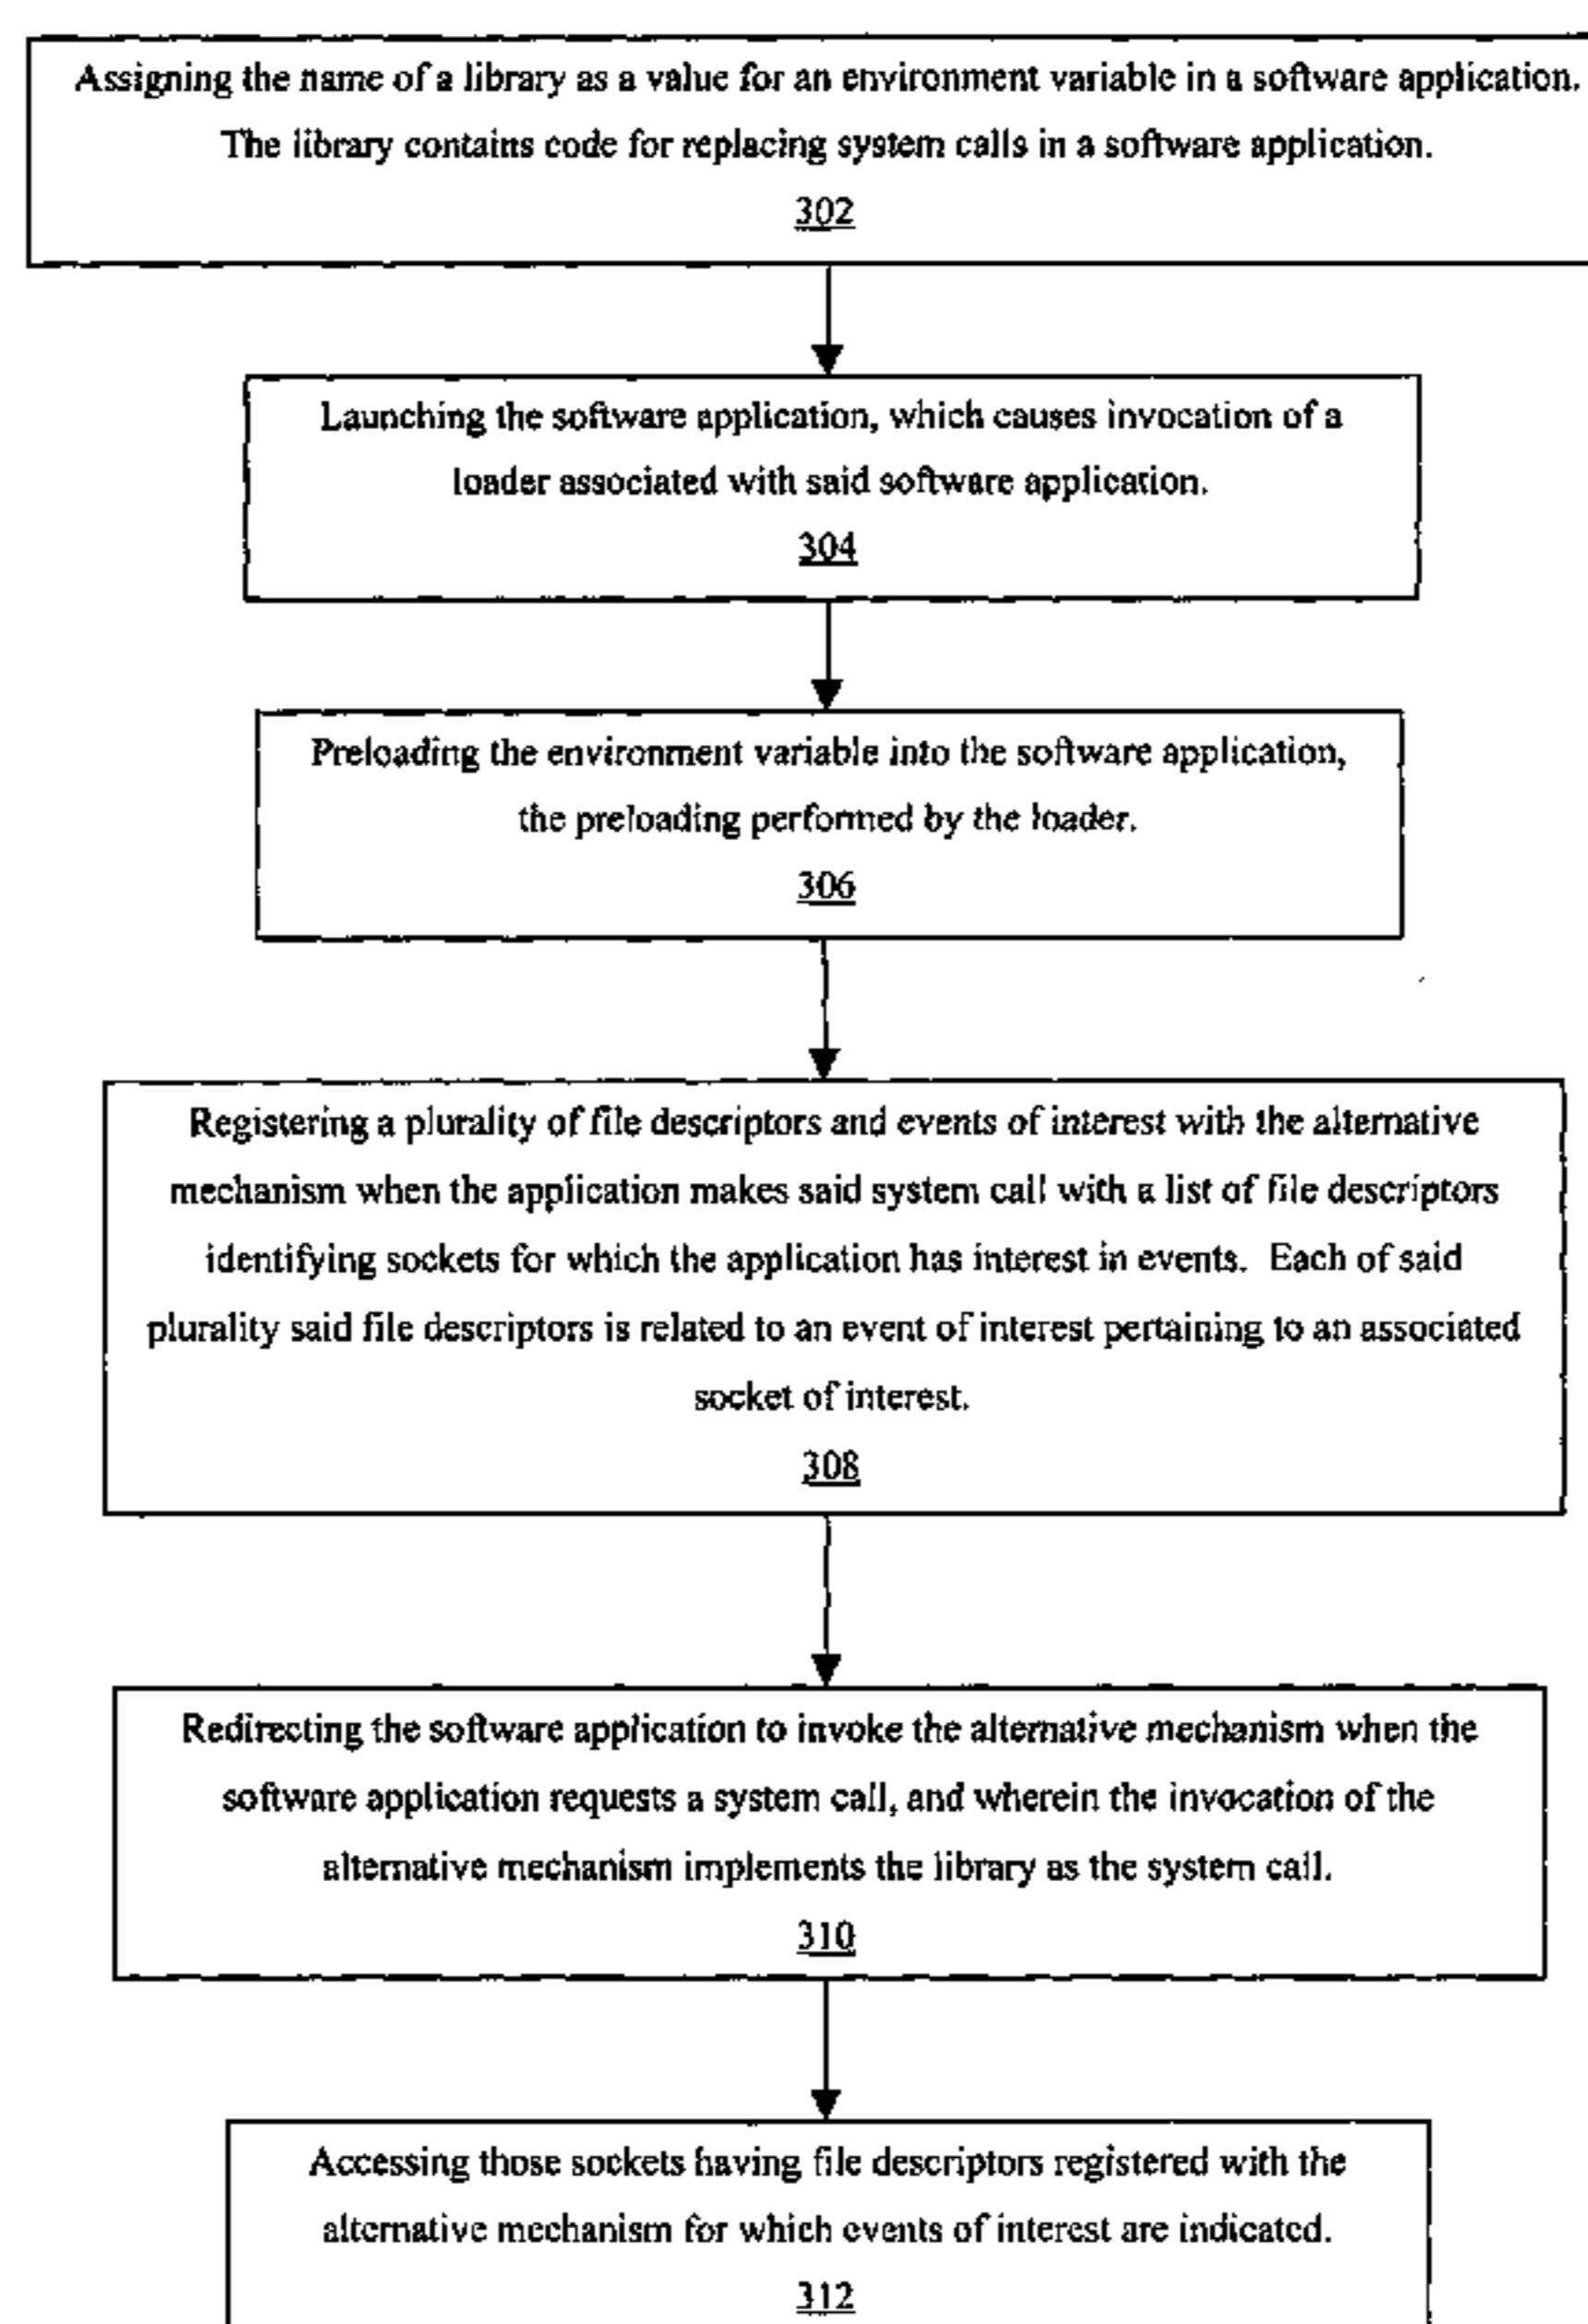 Assigning the name of a library as a value for an environment variable in a software application.
The library contains code for replacing system calls in a software application.
302
Launching the software application, which causes invocation of a
loader associated with said software application.
304
Preloading the environment variable into the software application,
the preloading performed by the loader.
306
Registering a plurality of file descriptors and events of interest with the alternative
mechanism when the application makes said system call with a list of file descriptors
identifying sockets for which the application has interest in events. Each of said
plurality said file descriptors is related to an event of interest pertaining to an associated
socket of interest.
308
Redirecting the software application to invoke the alternative mechanism when the
software application requests a system call, and wherein the invocation of the
alternative mechanism implements the library as the system call.
310
Accessing those sockets having file descriptors registered with the
alternative mechanism for which events of interest are indicated.
312